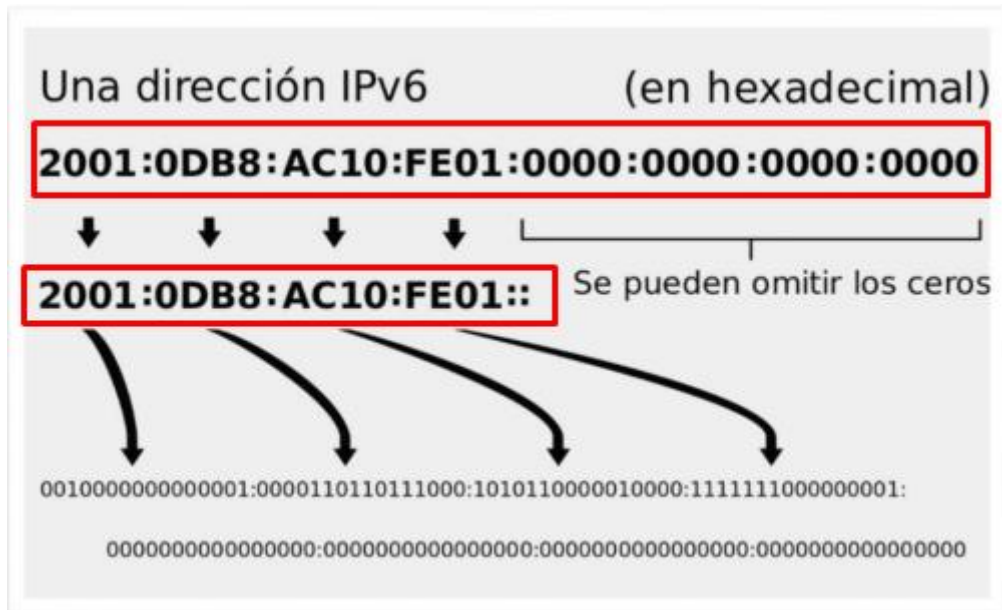 Una dirección IPv6 (en hexadecimal)
2001:0DB8:AC10:FE01:0000:0000:0000:0000
2001:0DB8:AC10:FE01:: Se pueden omitir los ceros
0010000000000001:0000110110111000:1010110000010000:1111111000000001:
0000000000000000:0000000000000000:0000000000000000:0000000000000000